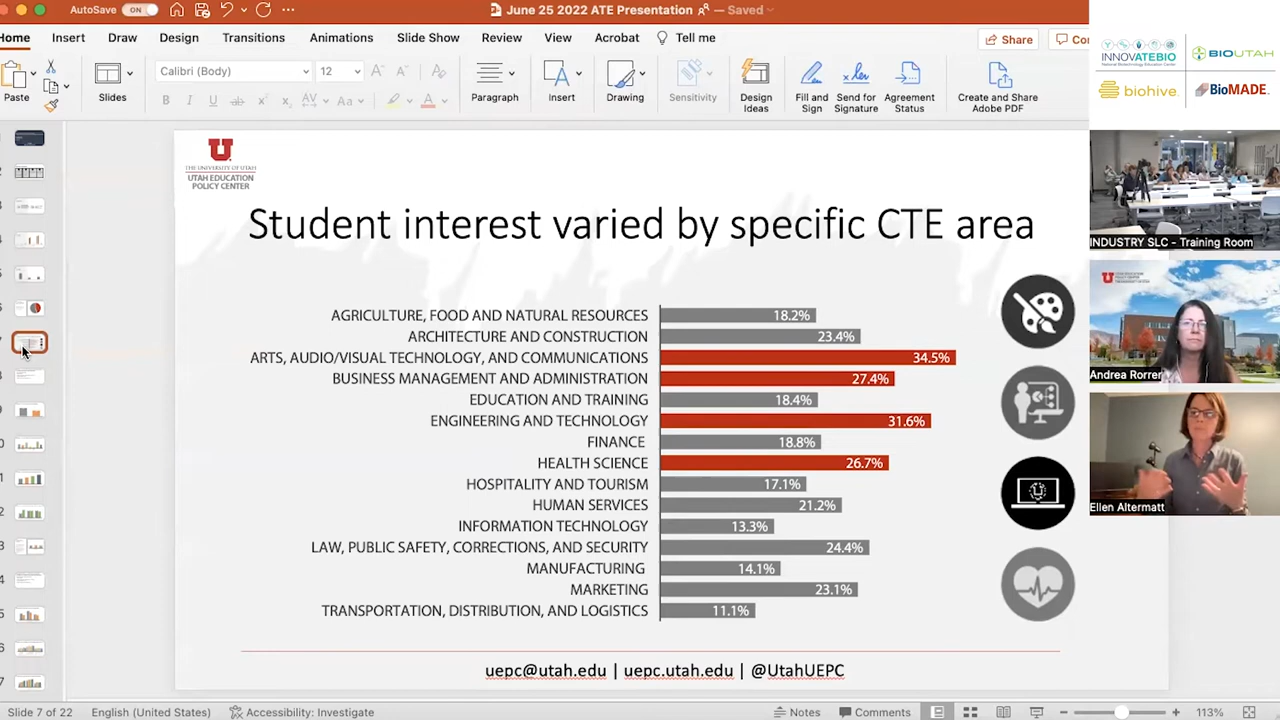 AutoSave ON June 25 2022 ATE Presentation — Saved
Home Insert Draw Design Transitions Animations Slide Show Review View Acrobat Tell me Share
Calibri (Body) 12
Paste Slides Paragraph Insert Drawing Sensitivity Design Ideas Fill and Sign Send for Signature Agreement Status Create and Share Adobe PDF
INNOVATEBIO
National Biotechnology Education Center
BIOUTAH
biohive
BioMADE
U
THE UNIVERSITY OF UTAH
UTAH EDUCATION
POLICY CENTER
Student interest varied by specific CTE area
AGRICULTURE, FOOD AND NATURAL RESOURCES 18.2%
ARCHITECTURE AND CONSTRUCTION 23.4%
ARTS, AUDIO/VISUAL TECHNOLOGY, AND COMMUNICATIONS 34.5%
BUSINESS MANAGEMENT AND ADMINISTRATION 27.4%
EDUCATION AND TRAINING 18.4%
ENGINEERING AND TECHNOLOGY 31.6%
FINANCE 18.8%
HEALTH SCIENCE 26.7%
HOSPITALITY AND TOURISM 17.1%
HUMAN SERVICES 21.2%
INFORMATION TECHNOLOGY 13.3%
LAW, PUBLIC SAFETY, CORRECTIONS, AND SECURITY 24.4%
MANUFACTURING 14.1%
MARKETING 23.1%
TRANSPORTATION, DISTRIBUTION, AND LOGISTICS 11.1%
uepc@utah.edu | uepc.utah.edu | @UtahUEPC
INDUSTRY SLC - Training Room
Andrea Rorrer
Ellen Altermatt
Slide 7 of 22 English (United States) Accessibility: Investigate Notes Comments 113%